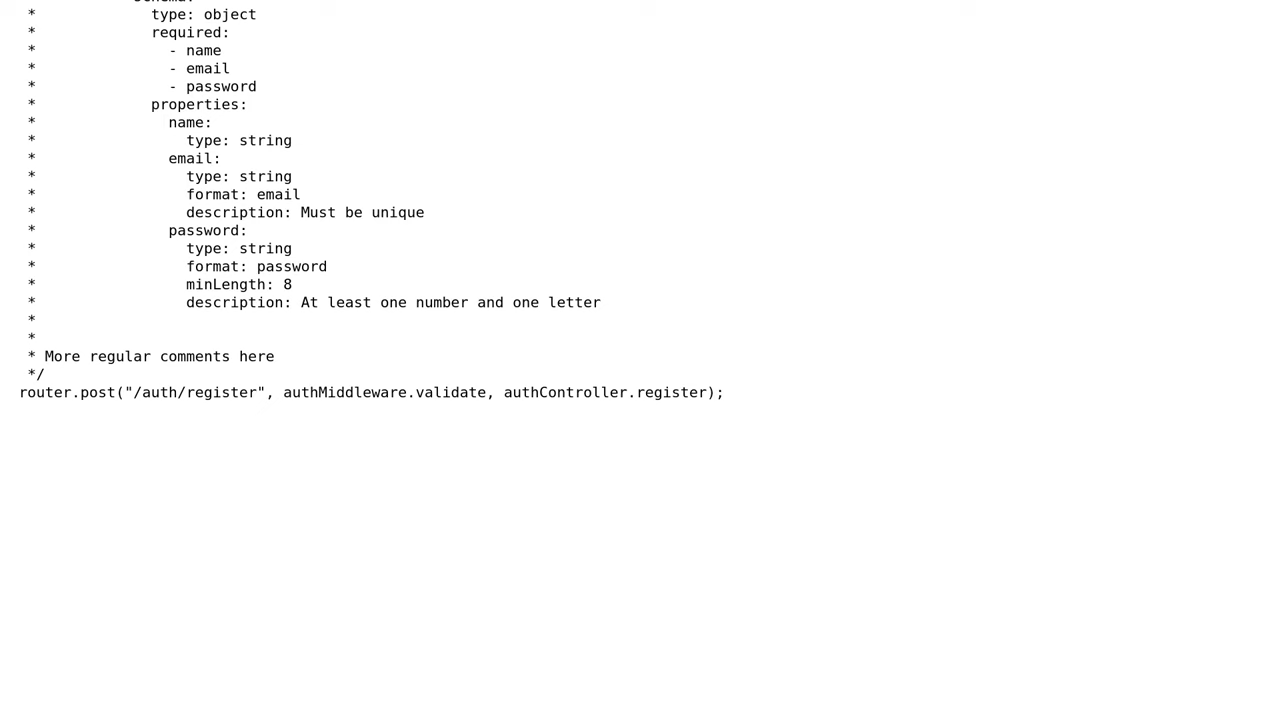 schema:
 *             type: object
 *             required:
 *               - name
 *               - email
 *               - password
 *             properties:
 *               name:
 *                 type: string
 *               email:
 *                 type: string
 *                 format: email
 *                 description: Must be unique
 *               password:
 *                 type: string
 *                 format: password
 *                 minLength: 8
 *                 description: At least one number and one letter
 *
 *
 * More regular comments here
 */
router.post("/auth/register", authMiddleware.validate, authController.register);